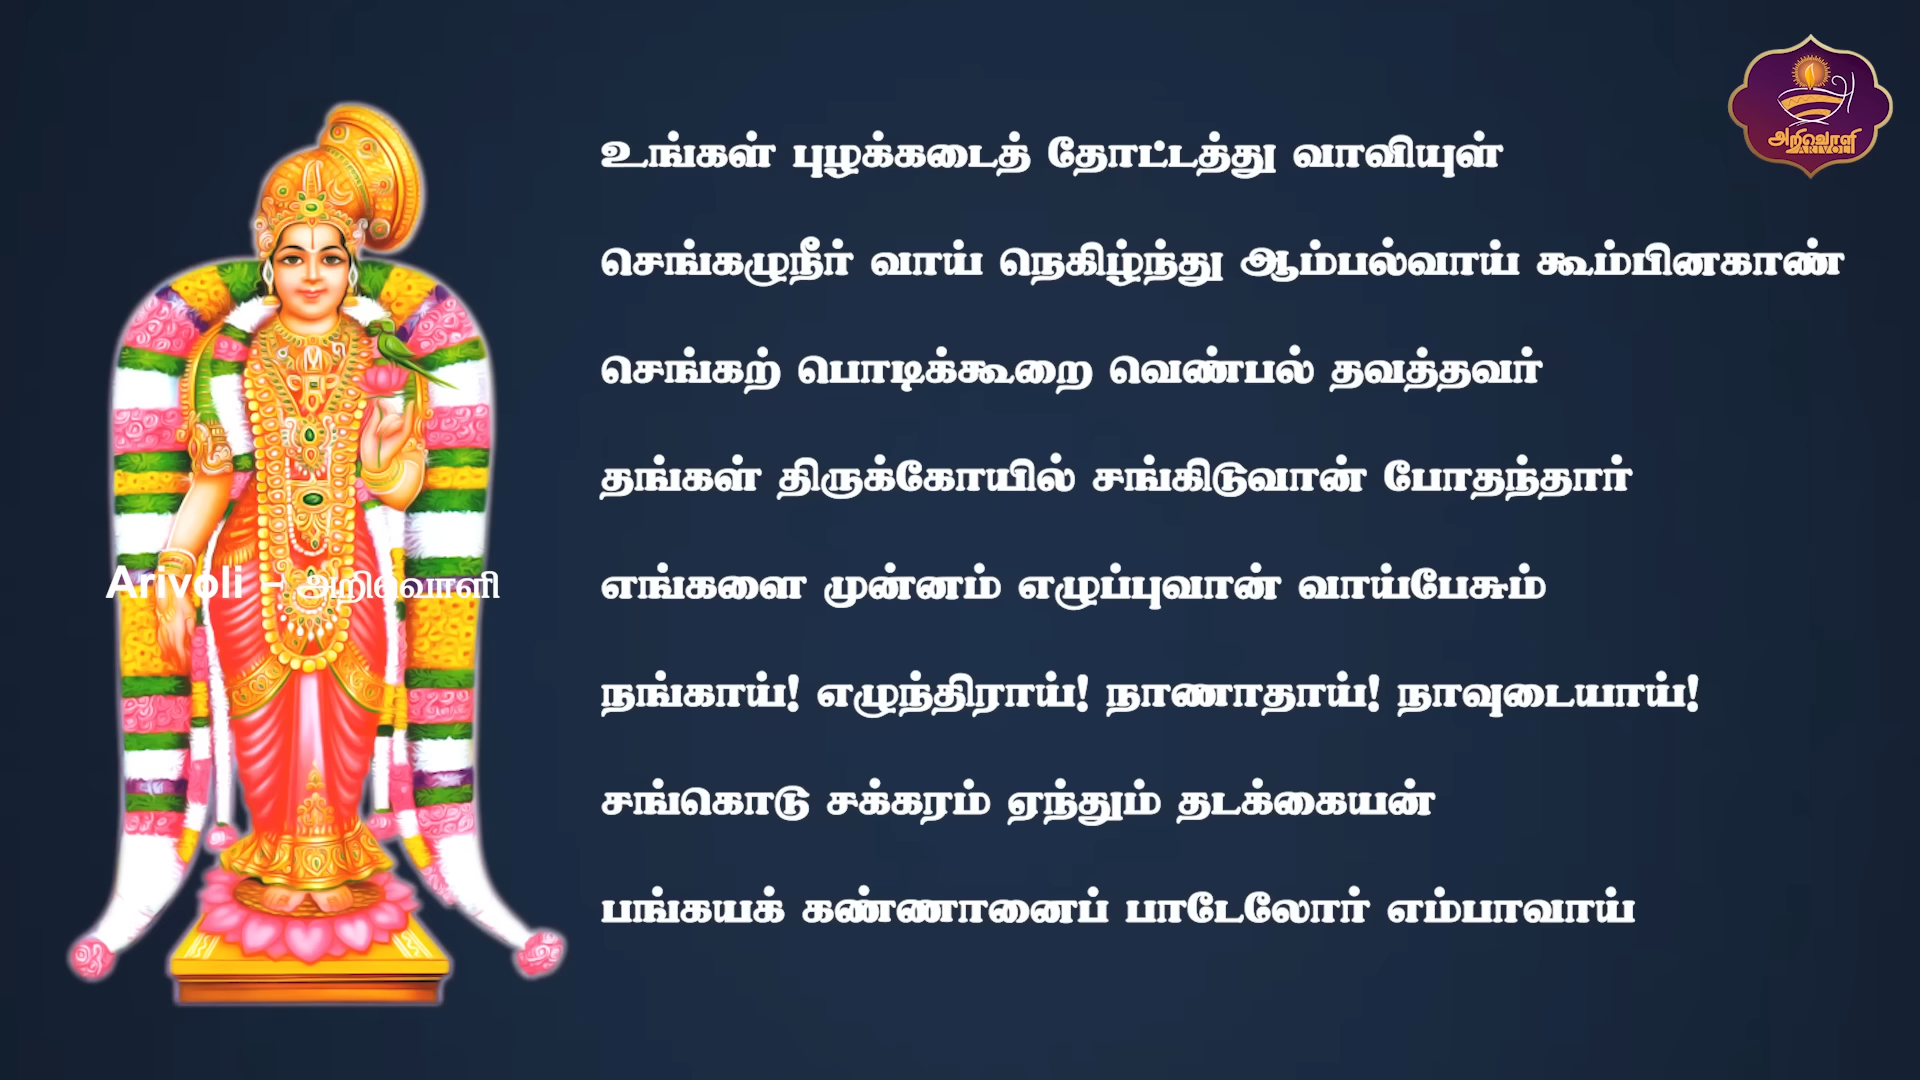 அறிவொளி
ARIVOLI
உங்கள் புழக்கடைத் தோட்டத்து வாவியுள்
செங்கழுநீர் வாய் நெகிழ்ந்து ஆம்பல்வாய் கூம்பினகாண்
செங்கற் பொடிக்கூறை வெண்பல் தவத்தவர்
தங்கள் திருக்கோயில் சங்கிடுவான் போதந்தார்
எங்களை முன்னம் எழுப்புவான் வாய்பேசும்
நங்காய்! எழுந்திராய்! நாணாதாய்! நாவுடையாய்!
சங்கொடு சக்கரம் ஏந்தும் தடக்கையன்
பங்கயக் கண்ணானைப் பாடேலோர் எம்பாவாய்
Arivoli - அறிவொளி